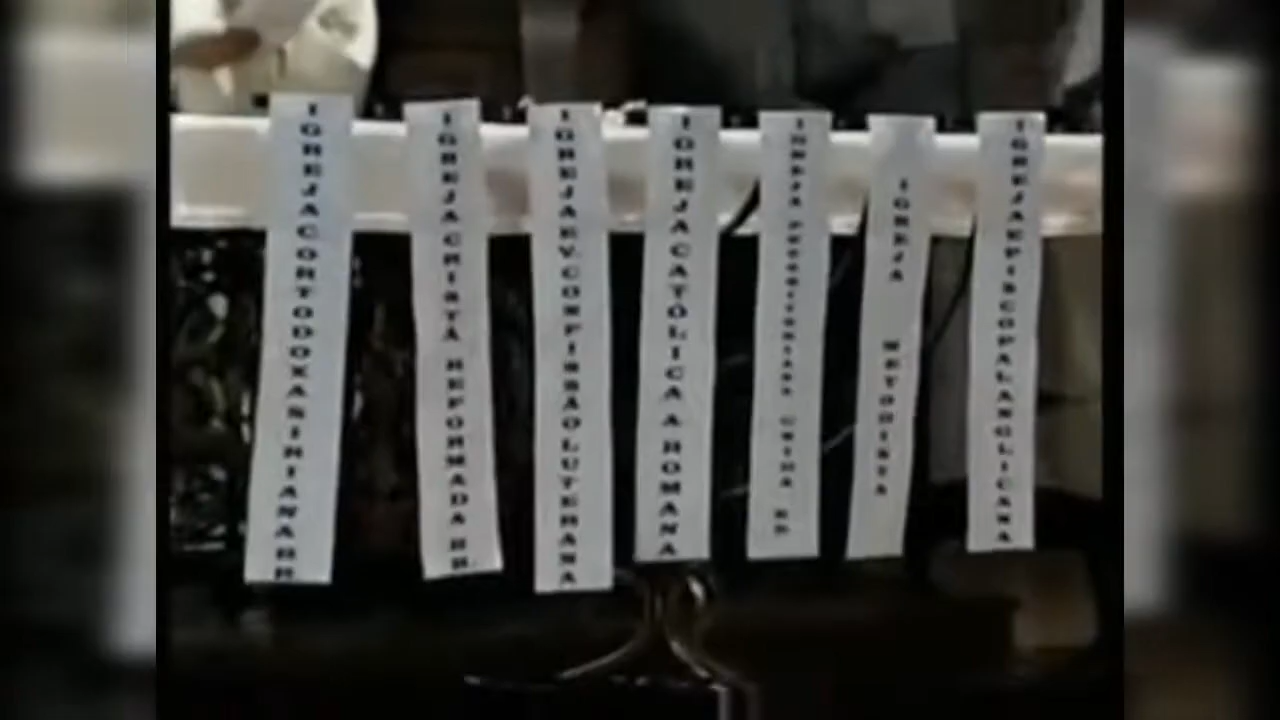 IGREJA ORTODOXA SIRIANA BR
IGREJA CRISTÃ REFORMADA BR.
IGREJA EV. CONFISSÃO LUTERANA
IGREJA CATÓLICA A ROMANA
IGREJA PRESBITERIANA UNIDA BR.
IGREJA METODISTA
IGREJA EPISCOPAL ANGLICANA